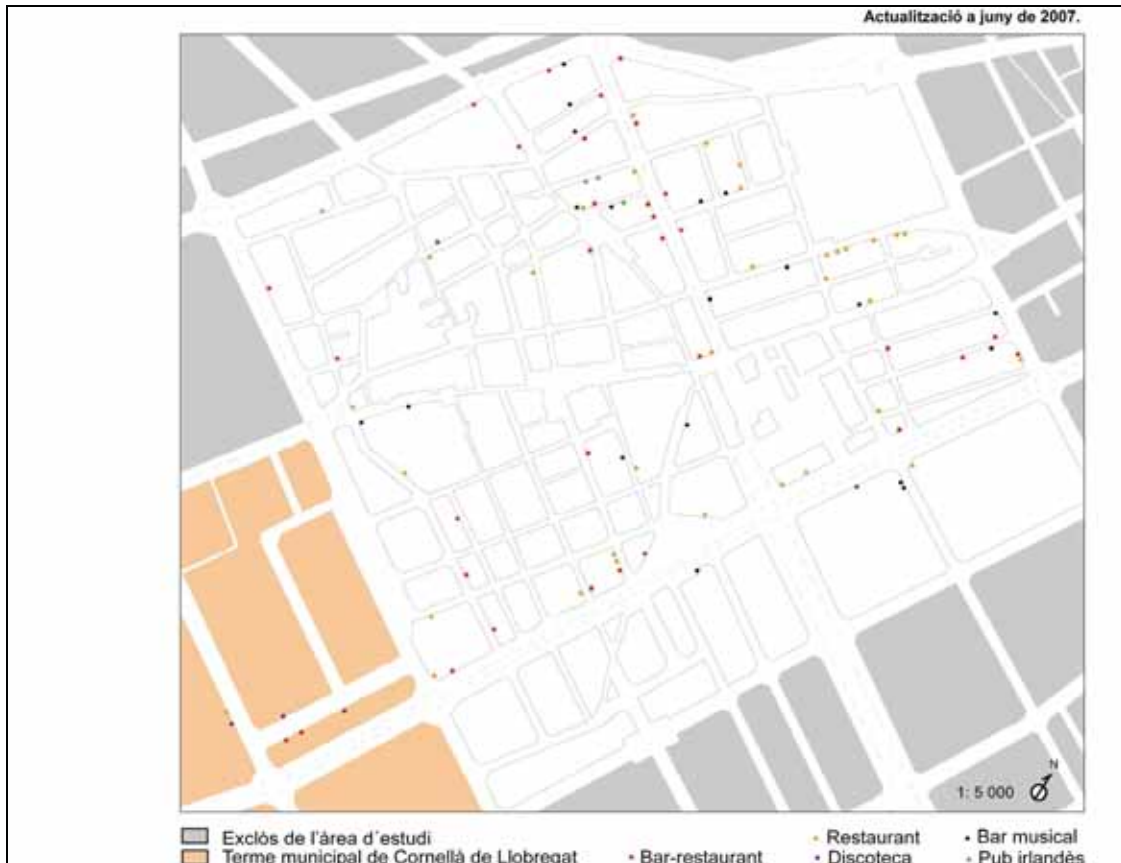 Actualització a juny de 2007.
N
1: 5 000
Exclòs de l'àrea d´estudi
Restaurant
Bar musical
Terme municipal de Cornellà de Llobregat
Bar-restaurant
Discoteca
Pub irlandès